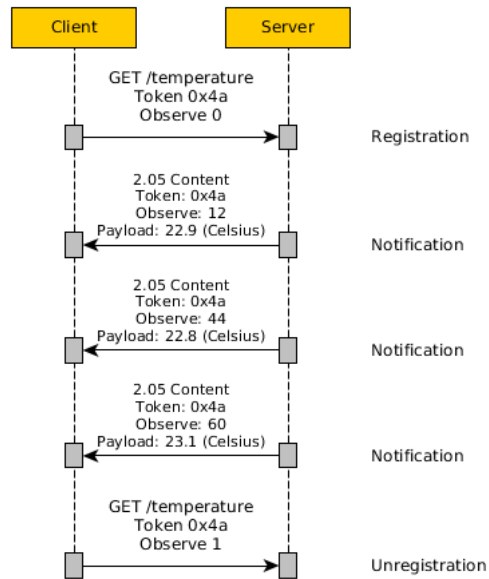 Client
Server
GET /temperature
Token 0x4a
Observe 0
Registration
2.05 Content
Token: 0x4a
Observe: 12
Payload: 22.9 (Celsius)
Notification
2.05 Content
Token: 0x4a
Observe: 44
Payload: 22.8 (Celsius)
Notification
2.05 Content
Token: 0x4a
Observe: 60
Payload: 23.1 (Celsius)
Notification
GET /temperature
Token 0x4a
Observe 1
Unregistration